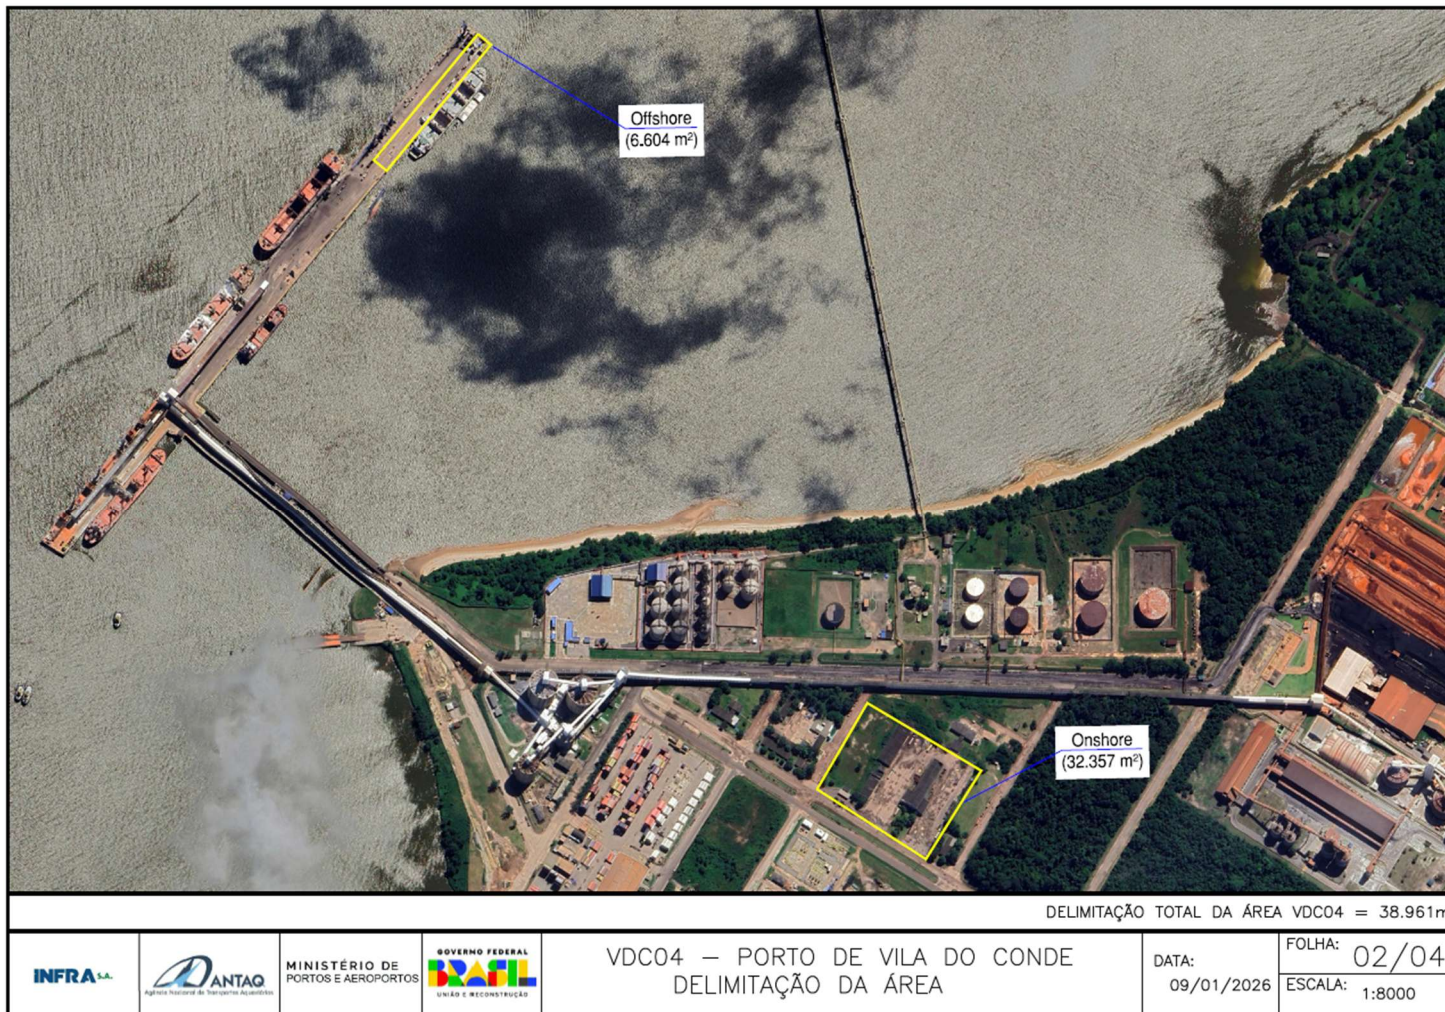 Offshore
(6.604 m²)
Onshore
(32.357 m²)
DELIMITAÇÃO TOTAL DA ÁREA VDC04 = 38.961m
INFRA S.A.
ANTAQ
Agência Nacional de Transportes Aquaviários
MINISTÉRIO DE
PORTOS E AEROPORTOS
GOVERNO FEDERAL
BRASIL
UNIÃO E RECONSTRUÇÃO
VDC04 – PORTO DE VILA DO CONDE
DELIMITAÇÃO DA ÁREA
DATA:
09/01/2026
FOLHA: 02/04
ESCALA: 1:8000